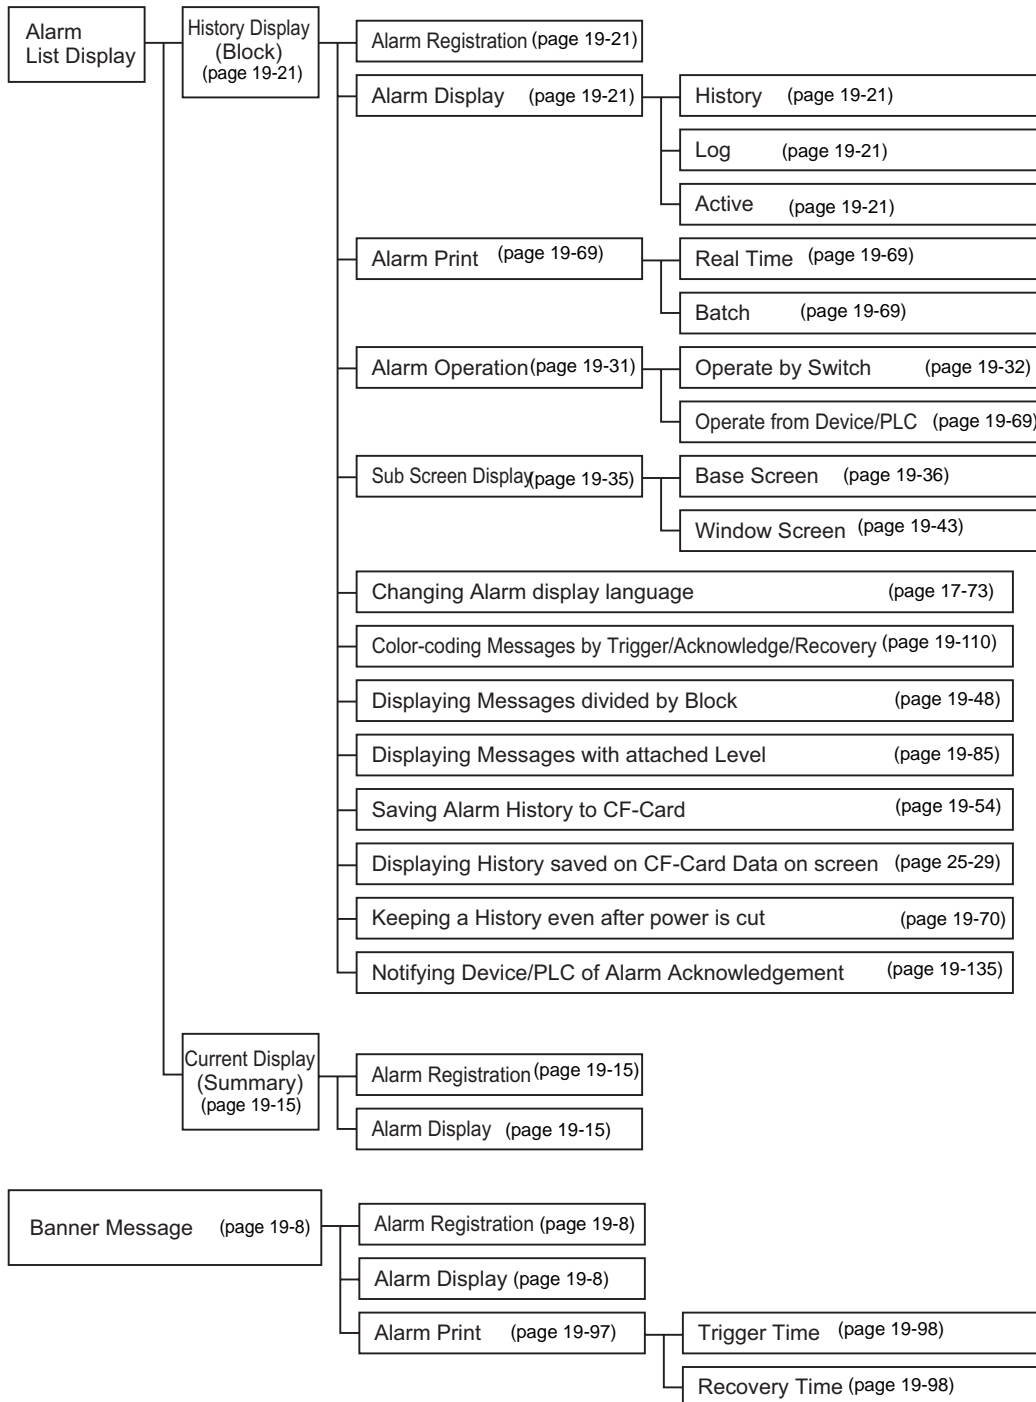 Alarm
List Display
History Display
(Block)
(page 19-21)
Alarm Registration (page 19-21)
Alarm Display (page 19-21)
History (page 19-21)
Log (page 19-21)
Active (page 19-21)
Alarm Print (page 19-69)
Real Time (page 19-69)
Batch (page 19-69)
Alarm Operation (page 19-31)
Operate by Switch (page 19-32)
Operate from Device/PLC (page 19-69)
Sub Screen Display (page 19-35)
Base Screen (page 19-36)
Window Screen (page 19-43)
Changing Alarm display language (page 17-73)
Color-coding Messages by Trigger/Acknowledge/Recovery (page 19-110)
Displaying Messages divided by Block (page 19-48)
Displaying Messages with attached Level (page 19-85)
Saving Alarm History to CF-Card (page 19-54)
Displaying History saved on CF-Card Data on screen (page 25-29)
Keeping a History even after power is cut (page 19-70)
Notifying Device/PLC of Alarm Acknowledgement (page 19-135)
Current Display
(Summary)
(page 19-15)
Alarm Registration (page 19-15)
Alarm Display (page 19-15)
Banner Message (page 19-8)
Alarm Registration (page 19-8)
Alarm Display (page 19-8)
Alarm Print (page 19-97)
Trigger Time (page 19-98)
Recovery Time (page 19-98)